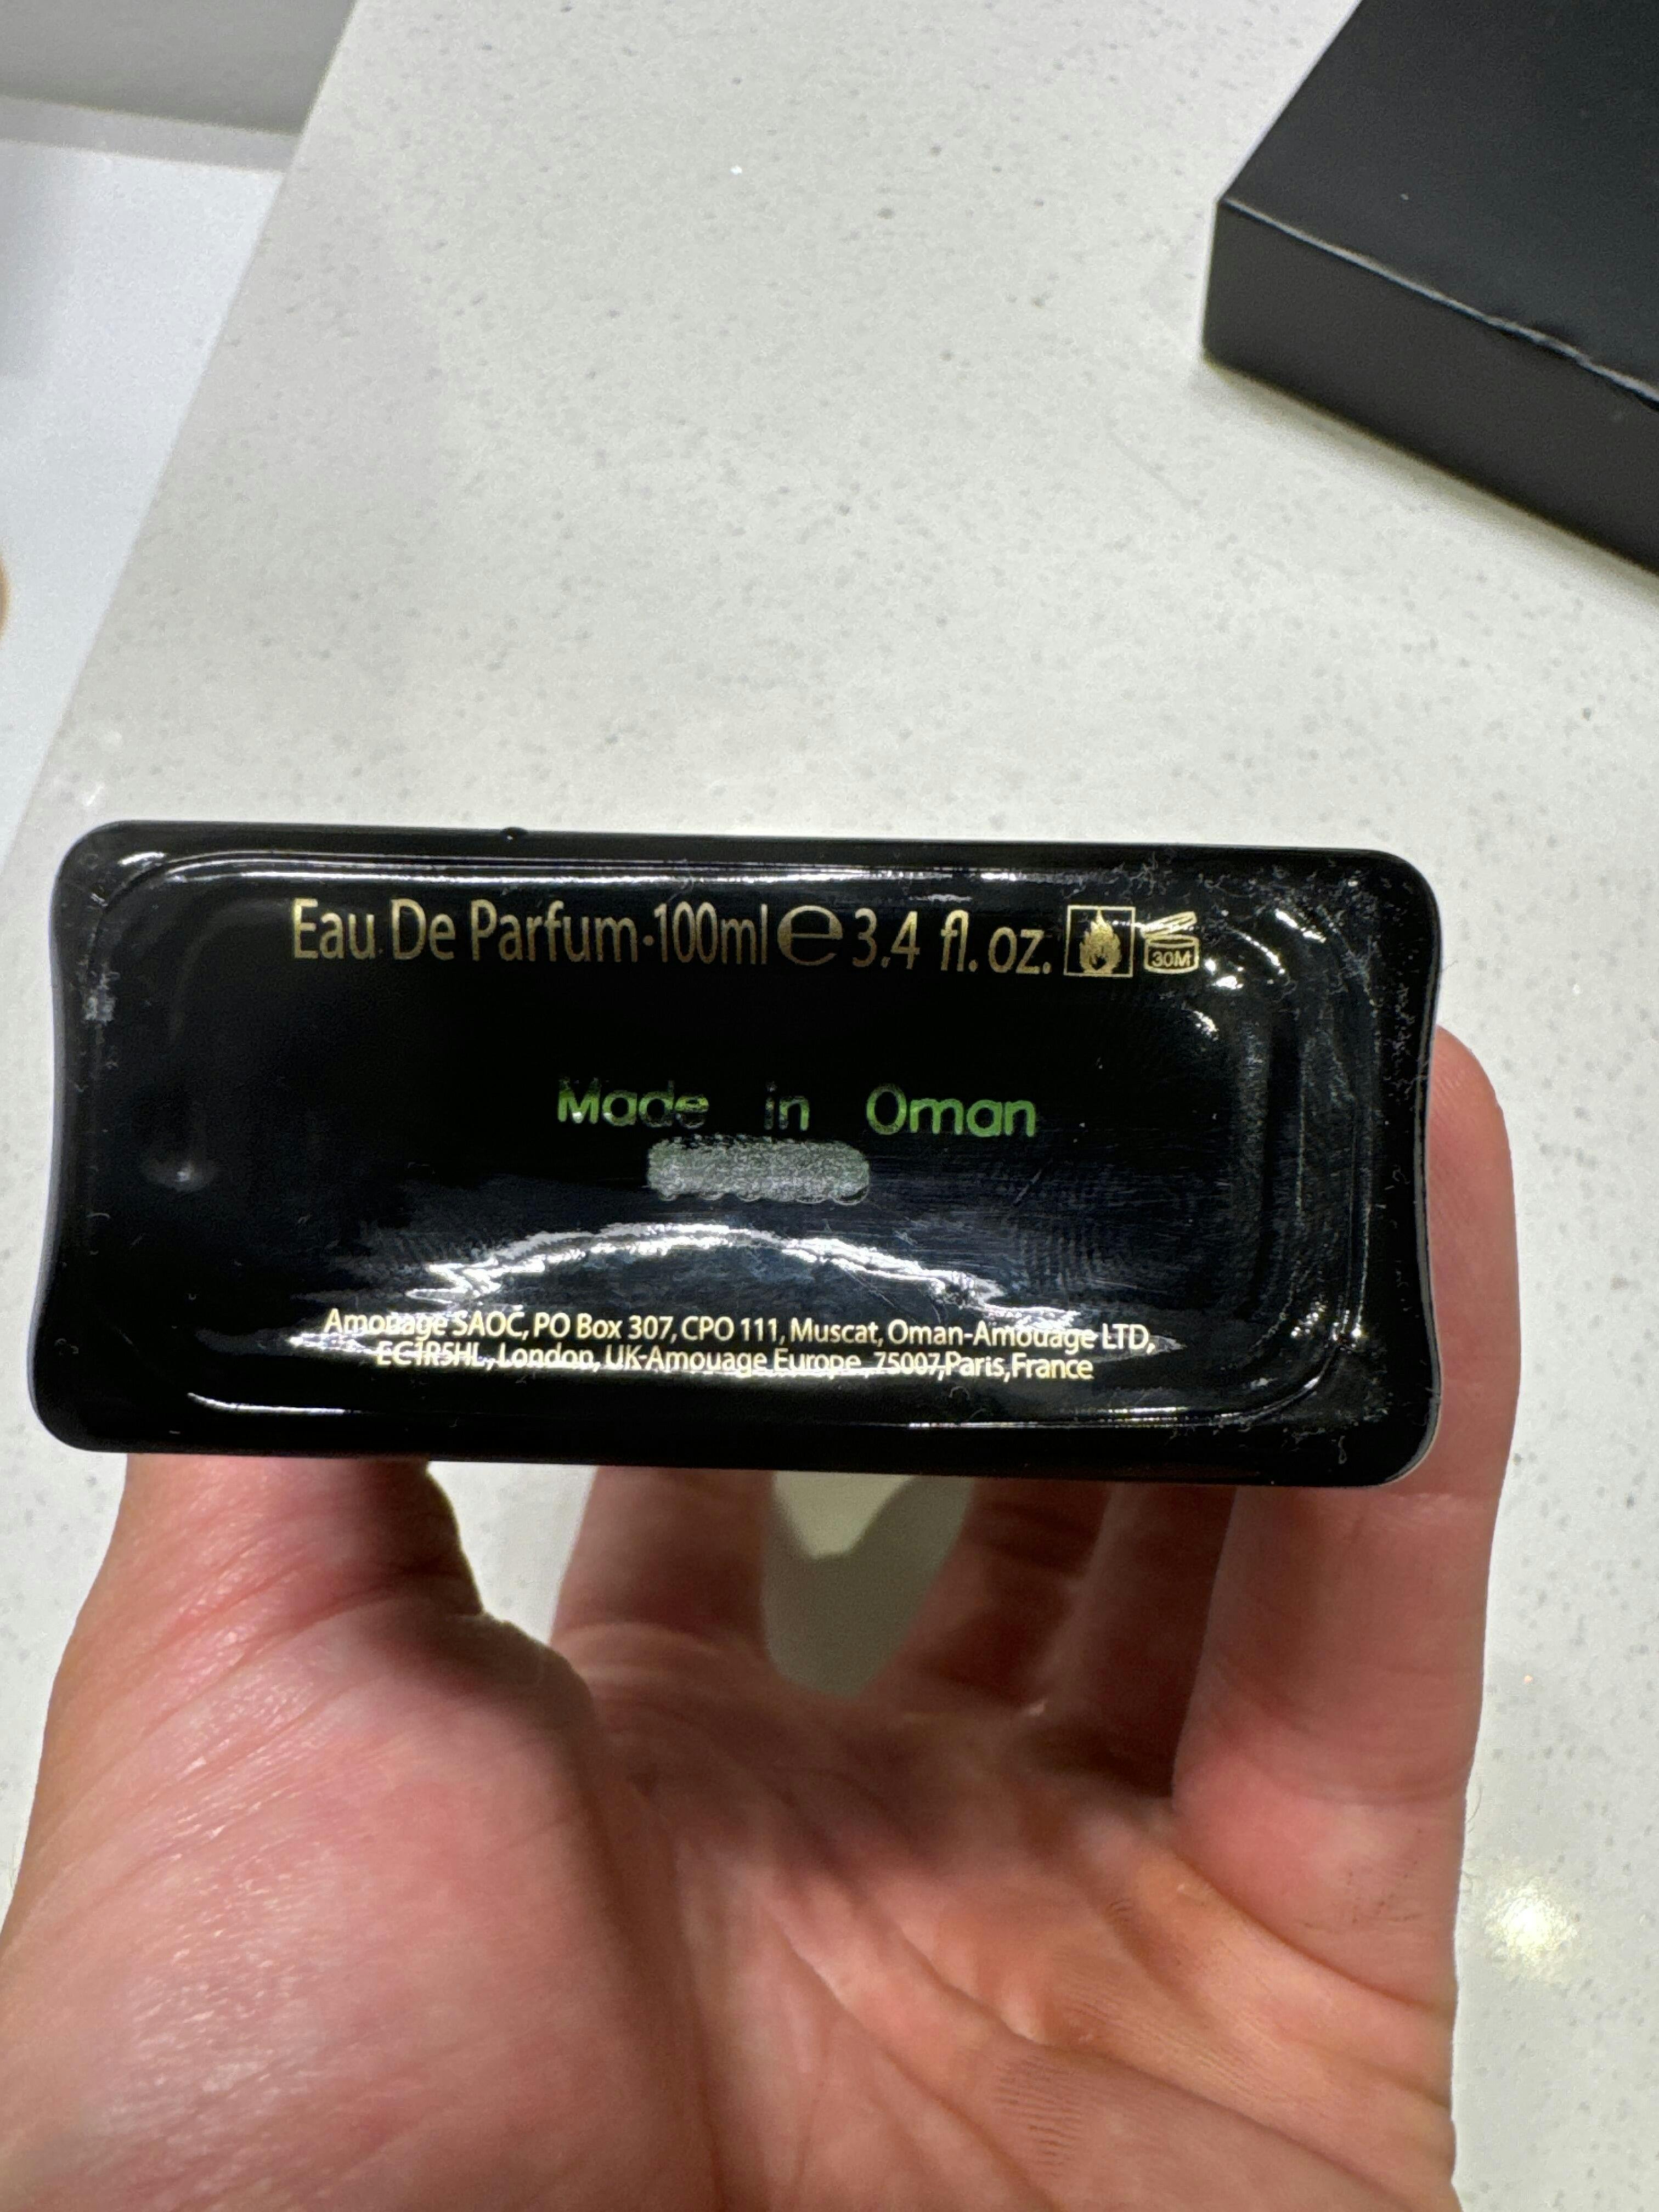 Eau De Parfum·100ml ℮ 3.4 fl. oz. 30M
Made in Oman
Amouage SAOC, PO Box 307, CPO 111, Muscat, Oman-Amouage LTD,
EC1R5HL, London, UK-Amouage Europe, 75007,Paris,France